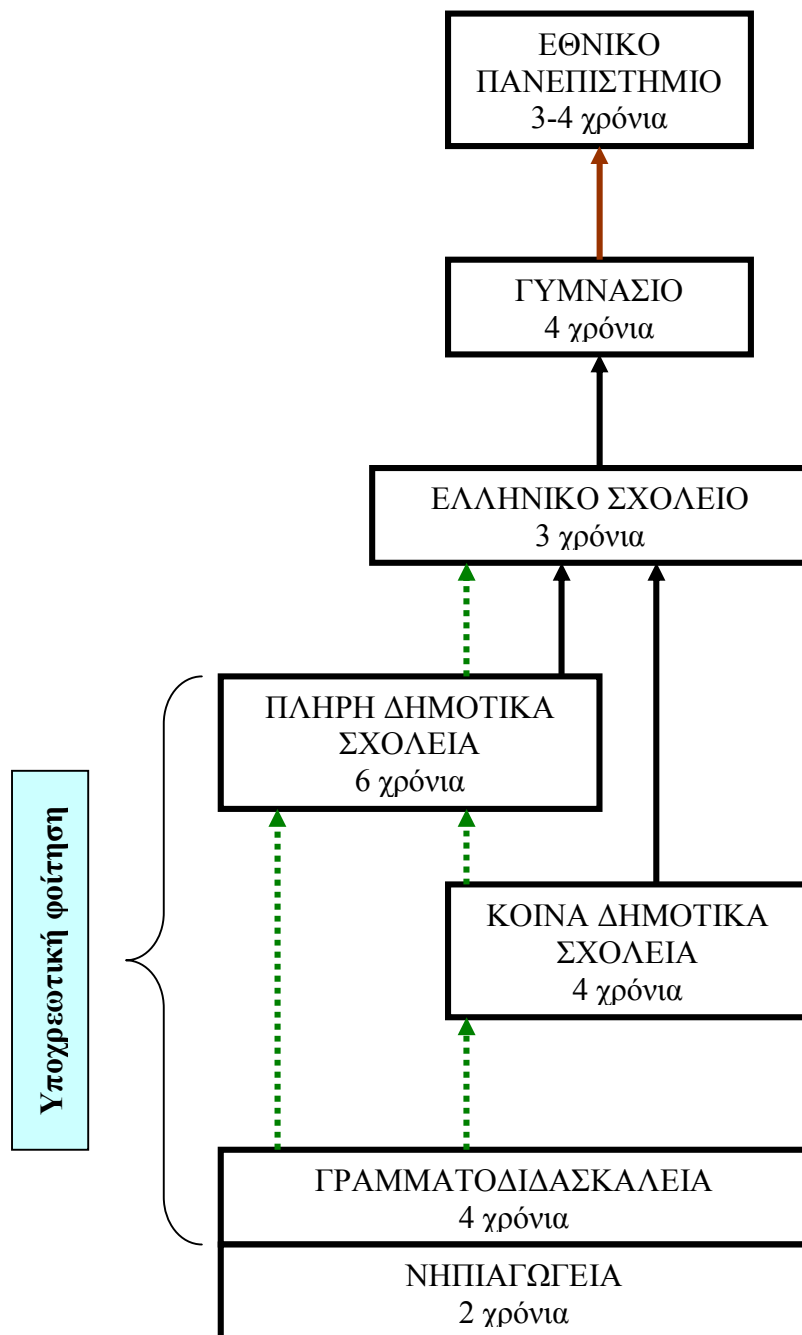 ΕΘΝΙΚΟ
ΠΑΝΕΠΙΣΤΗΜΙΟ
3-4 χρόνια
ΓΥΜΝΑΣΙΟ
4 χρόνια
ΕΛΛΗΝΙΚΟ ΣΧΟΛΕΙΟ
3 χρόνια
ΠΛΗΡΗ ΔΗΜΟΤΙΚΑ
ΣΧΟΛΕΙΑ
6 χρόνια
Υποχρεωτική φοίτηση
ΚΟΙΝΑ ΔΗΜΟΤΙΚΑ
ΣΧΟΛΕΙΑ
4 χρόνια
ΓΡΑΜΜΑΤΟΔΙΔΑΣΚΑΛΕΙΑ
4 χρόνια
ΝΗΠΙΑΓΩΓΕΙΑ
2 χρόνια